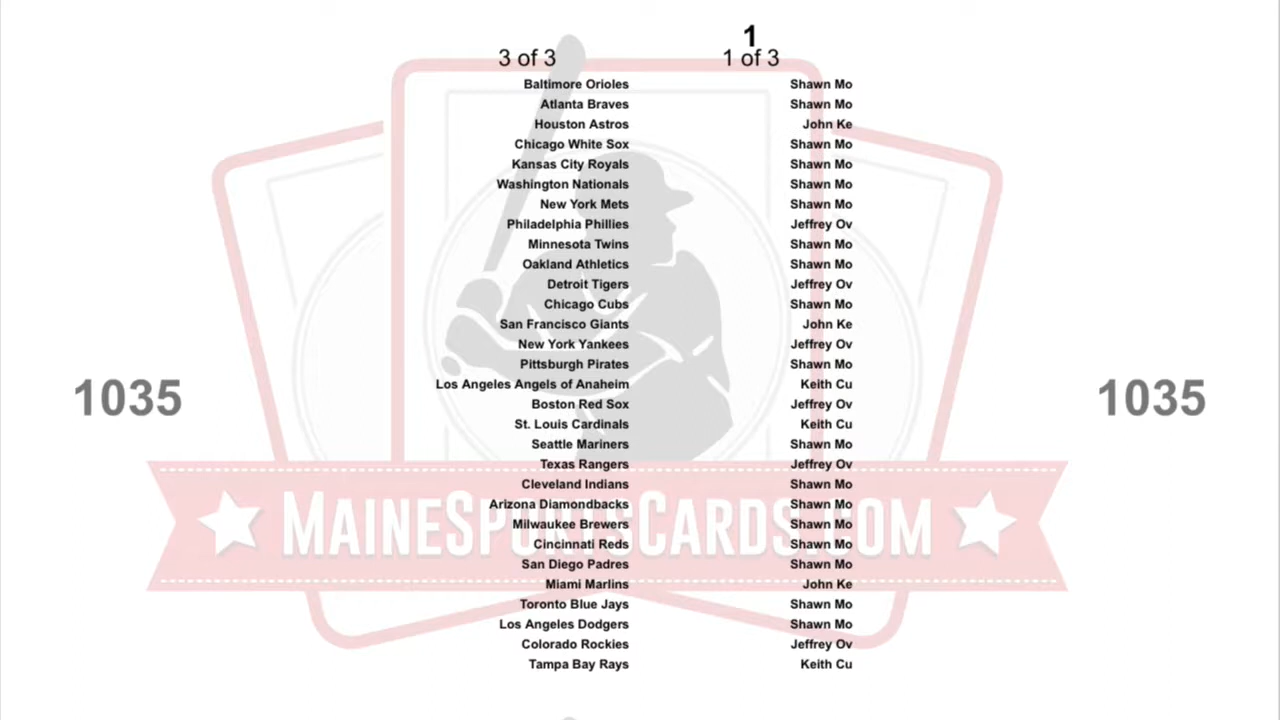 1
3 of 3 1 of 3
Baltimore Orioles Shawn Mo
Atlanta Braves Shawn Mo
Houston Astros John Ke
Chicago White Sox Shawn Mo
Kansas City Royals Shawn Mo
Washington Nationals Shawn Mo
New York Mets Shawn Mo
Philadelphia Phillies Jeffrey Ov
Minnesota Twins Shawn Mo
Oakland Athletics Shawn Mo
Detroit Tigers Jeffrey Ov
Chicago Cubs Shawn Mo
San Francisco Giants John Ke
New York Yankees Jeffrey Ov
Pittsburgh Pirates Shawn Mo
Los Angeles Angels of Anaheim Keith Cu
1035 1035
Boston Red Sox Jeffrey Ov
St. Louis Cardinals Keith Cu
Seattle Mariners Shawn Mo
Texas Rangers Jeffrey Ov
Cleveland Indians Shawn Mo
Arizona Diamondbacks Shawn Mo
MAINESPORTSCARDS.COM
Milwaukee Brewers Shawn Mo
Cincinnati Reds Shawn Mo
San Diego Padres Shawn Mo
Miami Marlins John Ke
Toronto Blue Jays Shawn Mo
Los Angeles Dodgers Shawn Mo
Colorado Rockies Jeffrey Ov
Tampa Bay Rays Keith Cu